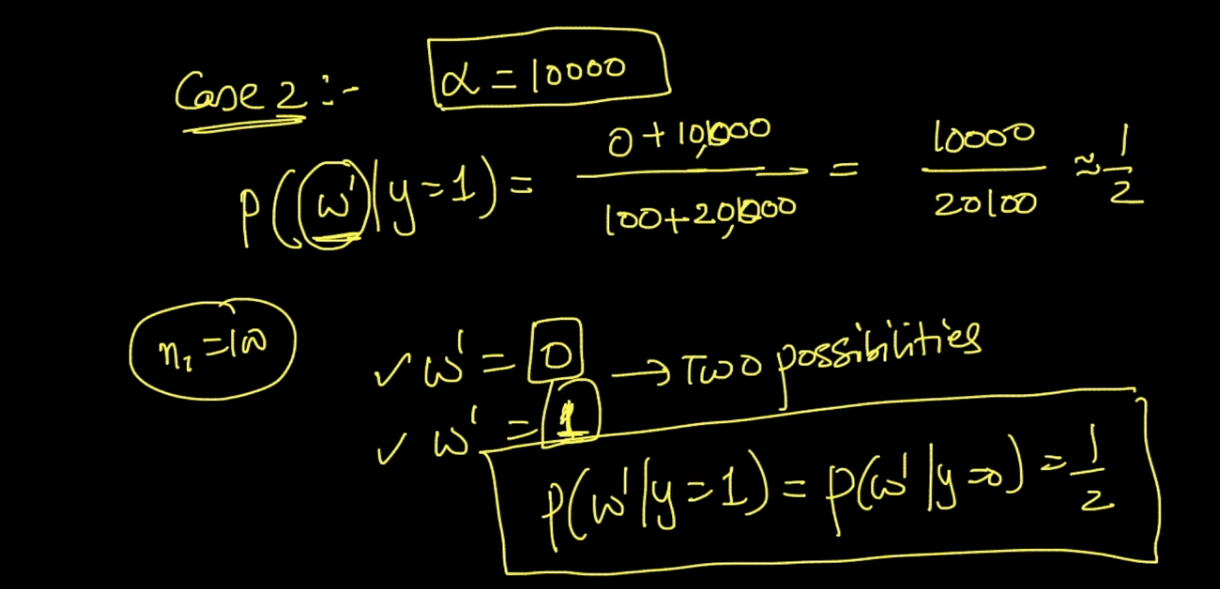 Case 2 :- α = 10000
P(w'|y=1) = 0 + 10,000 / 100 + 20,000 = 10000 / 20100 ≈ 1/2
n₁ = 100
✓ w' = 0 → Two possibilities
✓ w' = 1
P(w'|y=1) = P(w'|y=0) = 1/2